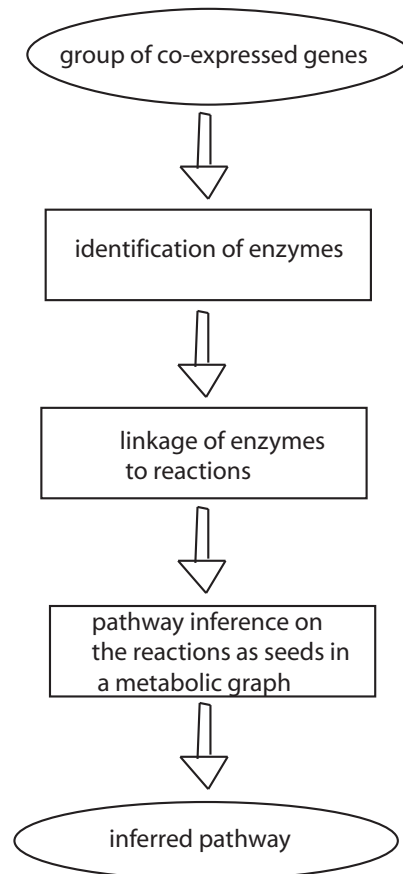 group of co-expressed genes
identification of enzymes
linkage of enzymes
to reactions
pathway inference on
the reactions as seeds in
a metabolic graph
inferred pathway